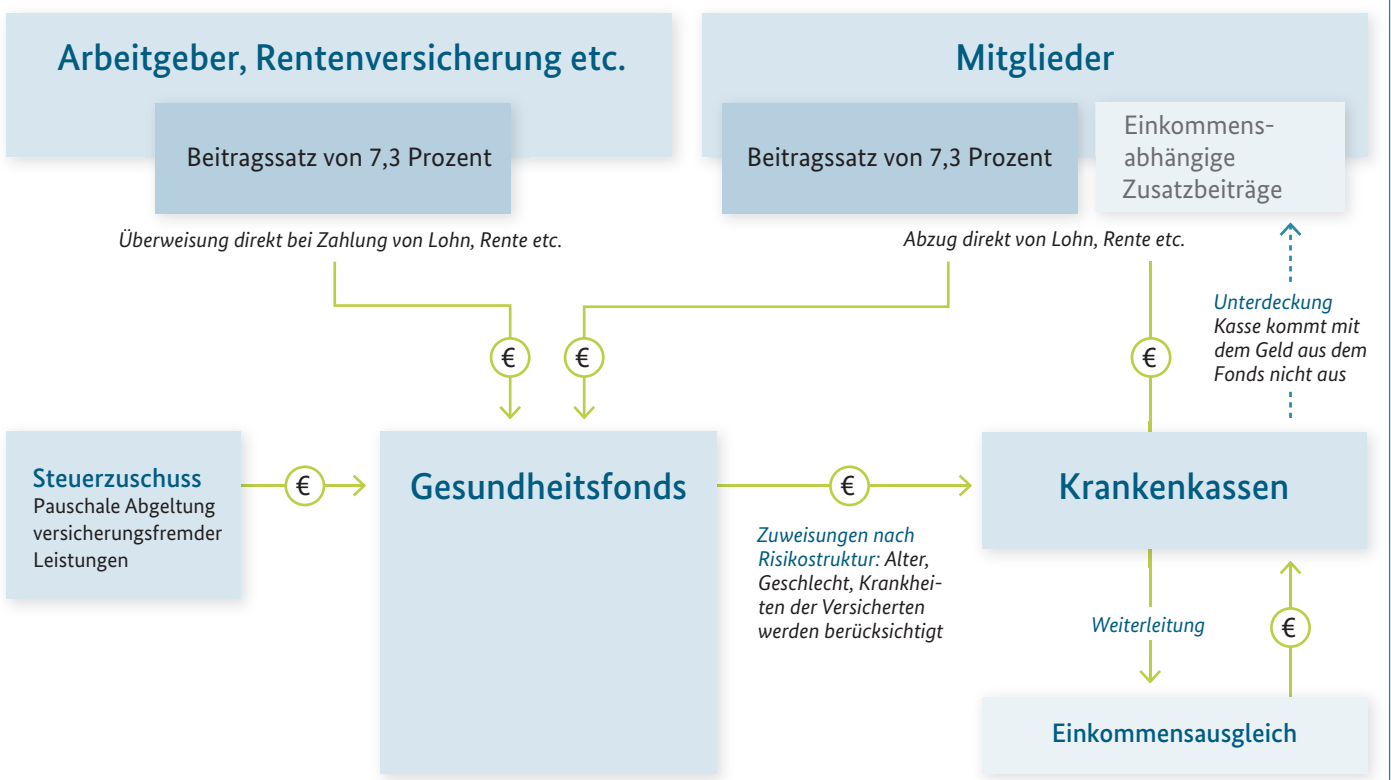 Arbeitgeber, Rentenversicherung etc.
Beitragssatz von 7,3 Prozent
Überweisung direkt bei Zahlung von Lohn, Rente etc.
Mitglieder
Beitragssatz von 7,3 Prozent
Einkommens-
abhängige
Zusatzbeiträge
Abzug direkt von Lohn, Rente etc.
Unterdeckung
Kasse kommt mit
dem Geld aus dem
Fonds nicht aus
€
€
€
Steuerzuschuss
Pauschale Abgeltung
versicherungsfremder
Leistungen
€
Gesundheitsfonds
€
Zuweisungen nach
Risikostruktur: Alter,
Geschlecht, Krankhei-
ten der Versicherten
werden berücksichtigt
Krankenkassen
Weiterleitung
€
Einkommensausgleich